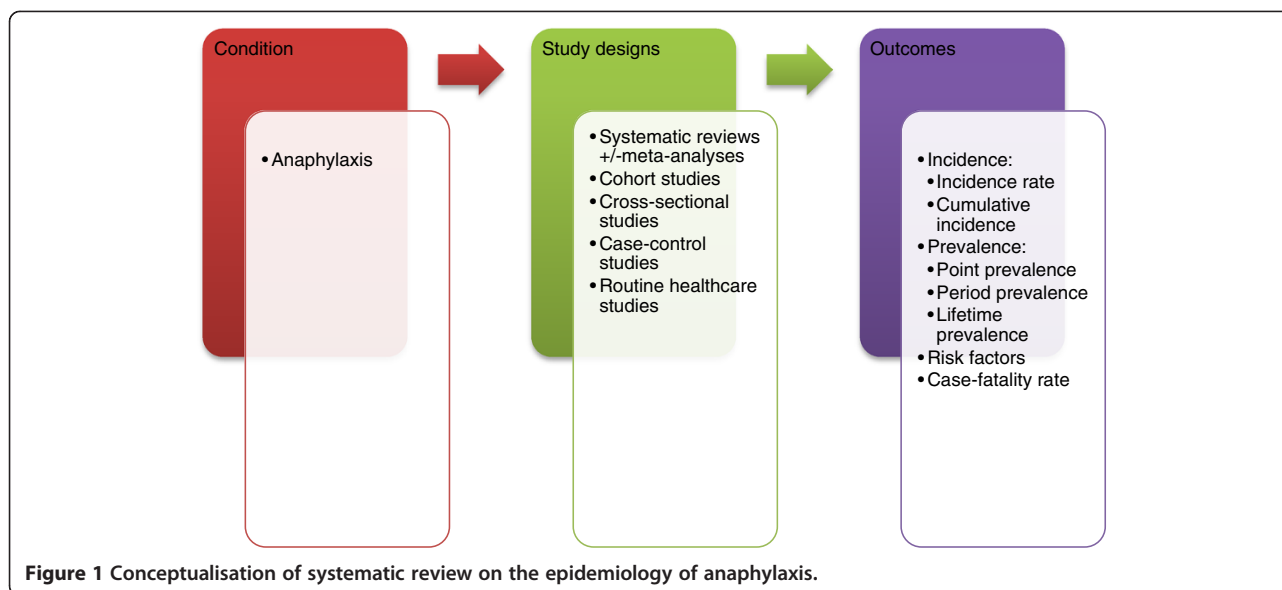 Condition
• Anaphylaxis
Study designs
• Systematic reviews
+/-meta-analyses
• Cohort studies
• Cross-sectional
studies
• Case-control
studies
• Routine healthcare
studies
Outcomes
• Incidence:
• Incidence rate
• Cumulative
incidence
• Prevalence:
• Point prevalence
• Period prevalence
• Lifetime
prevalence
• Risk factors
• Case-fatality rate
Figure 1 Conceptualisation of systematic review on the epidemiology of anaphylaxis.